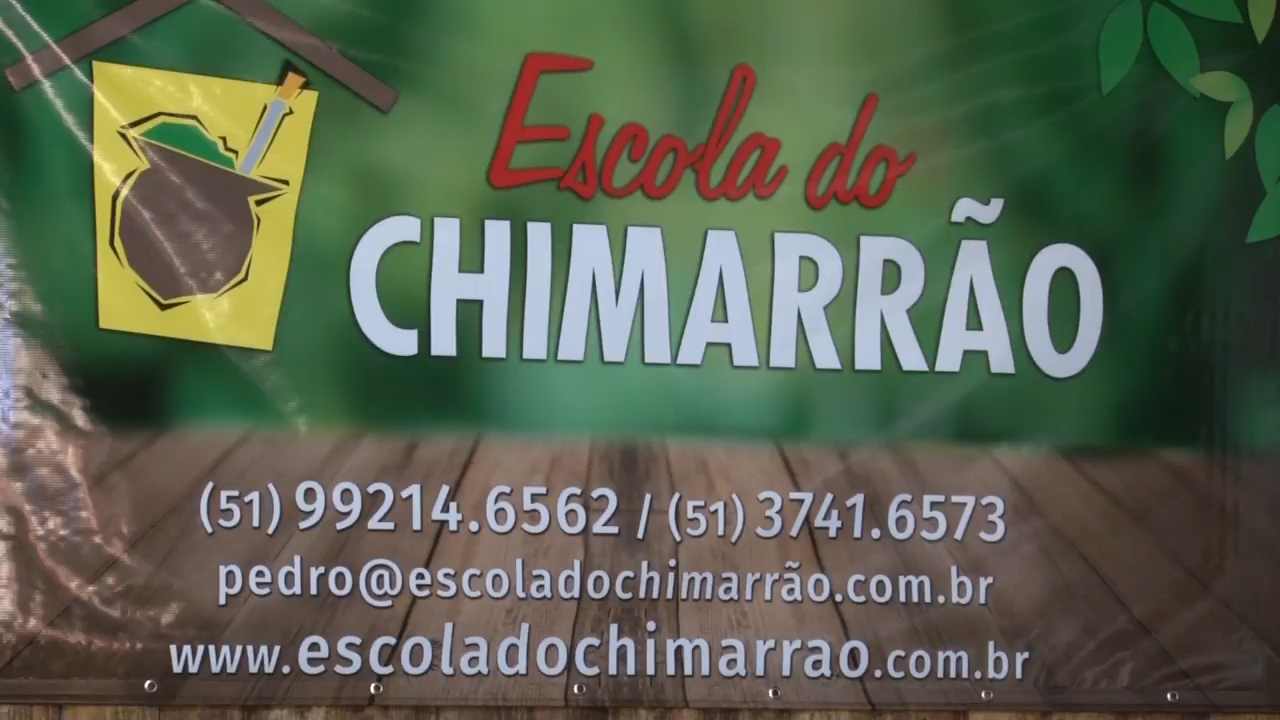 Escola do
CHIMARRÃO
(51) 99214.6562 / (51) 3741.6573
pedro@escoladochimarrão.com.br
www.escoladochimarrao.com.br